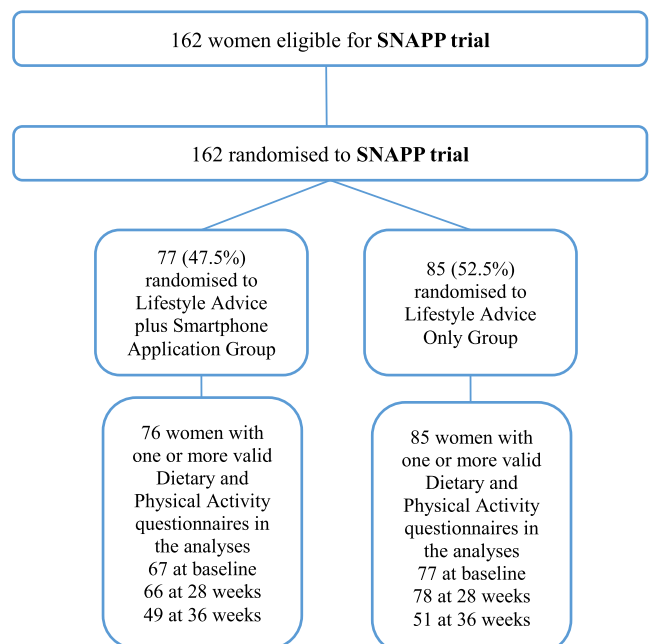 162 women eligible for SNAPP trial
162 randomised to SNAPP trial
77 (47.5%)
randomised to
Lifestyle Advice
plus Smartphone
Application Group
85 (52.5%)
randomised to
Lifestyle Advice
Only Group
76 women with
one or more valid
Dietary and
Physical Activity
questionnaires in
the analyses
67 at baseline
66 at 28 weeks
49 at 36 weeks
85 women with
one or more valid
Dietary and
Physical Activity
questionnaires in
the analyses
77 at baseline
78 at 28 weeks
51 at 36 weeks